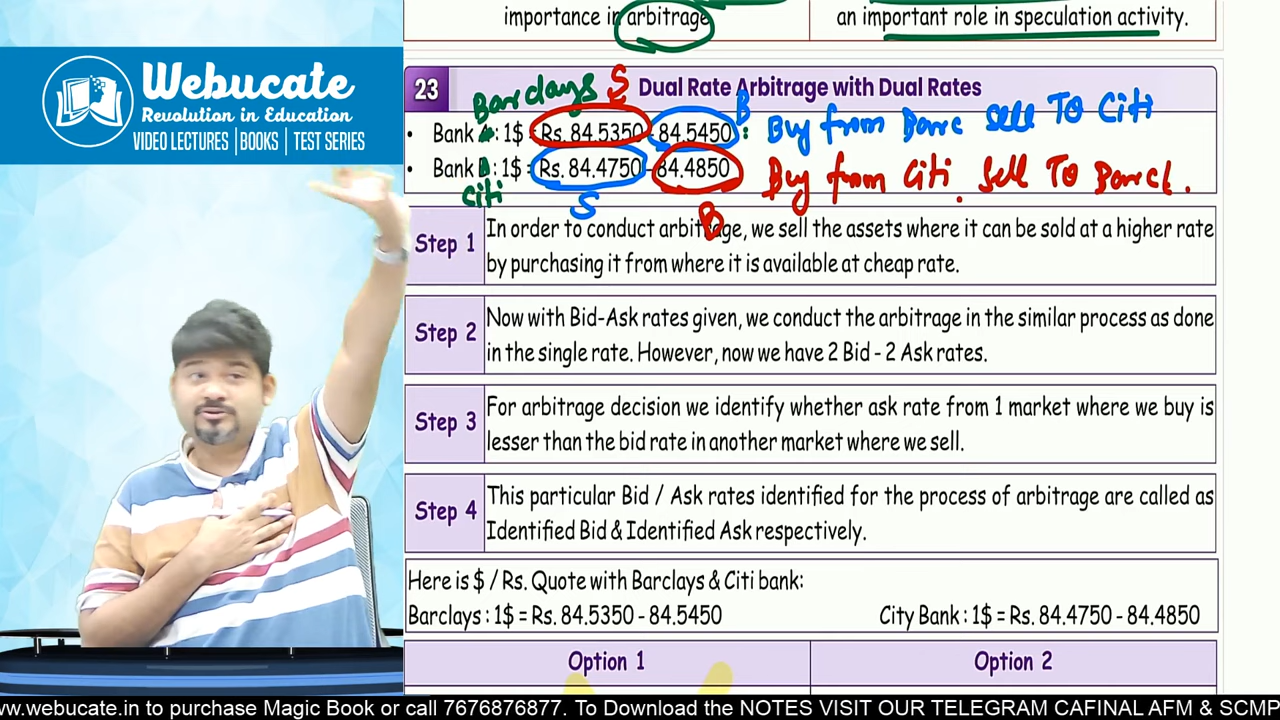 importance in arbitrage
an important role in speculation activity.
Webucate
Revolution in Education
VIDEO LECTURES | BOOKS | TEST SERIES
23
Dual Rate Arbitrage with Dual Rates
Barclays S
B
• Bank A : 1$ = Rs. 84.5350 - 84.5450 : Buy from Barc Sell To Citi
• Bank B : 1$ = Rs. 84.4750 - 84.4850 Buy from Citi. Sell To Barcl.
Citi S B
Step 1
In order to conduct arbitrage, we sell the assets where it can be sold at a higher rate
by purchasing it from where it is available at cheap rate.
Step 2
Now with Bid-Ask rates given, we conduct the arbitrage in the similar process as done
in the single rate. However, now we have 2 Bid - 2 Ask rates.
Step 3
For arbitrage decision we identify whether ask rate from 1 market where we buy is
lesser than the bid rate in another market where we sell.
Step 4
This particular Bid / Ask rates identified for the process of arbitrage are called as
Identified Bid & Identified Ask respectively.
Here is $ / Rs. Quote with Barclays & Citi bank:
Barclays : 1$ = Rs. 84.5350 - 84.5450 City Bank : 1$ = Rs. 84.4750 - 84.4850
Option 1 Option 2
ww.webucate.in to purchase Magic Book or call 7676876877. To Download the NOTES VISIT OUR TELEGRAM CAFINAL AFM & SCMP